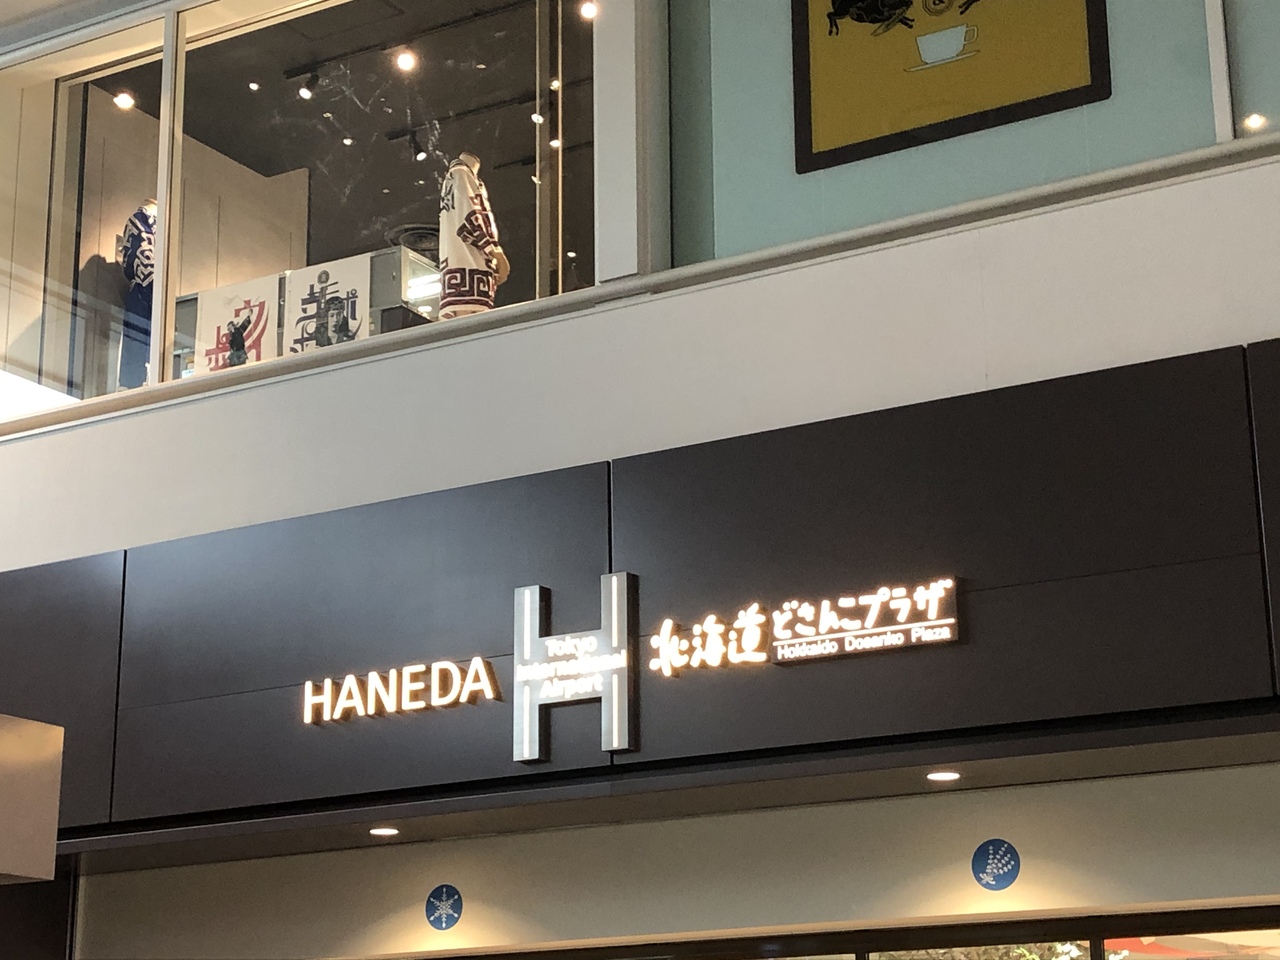 HANEDA
Tokyo
International
Airport
北海道どさんこプラザ
Hokkaido Dosanko Plaza